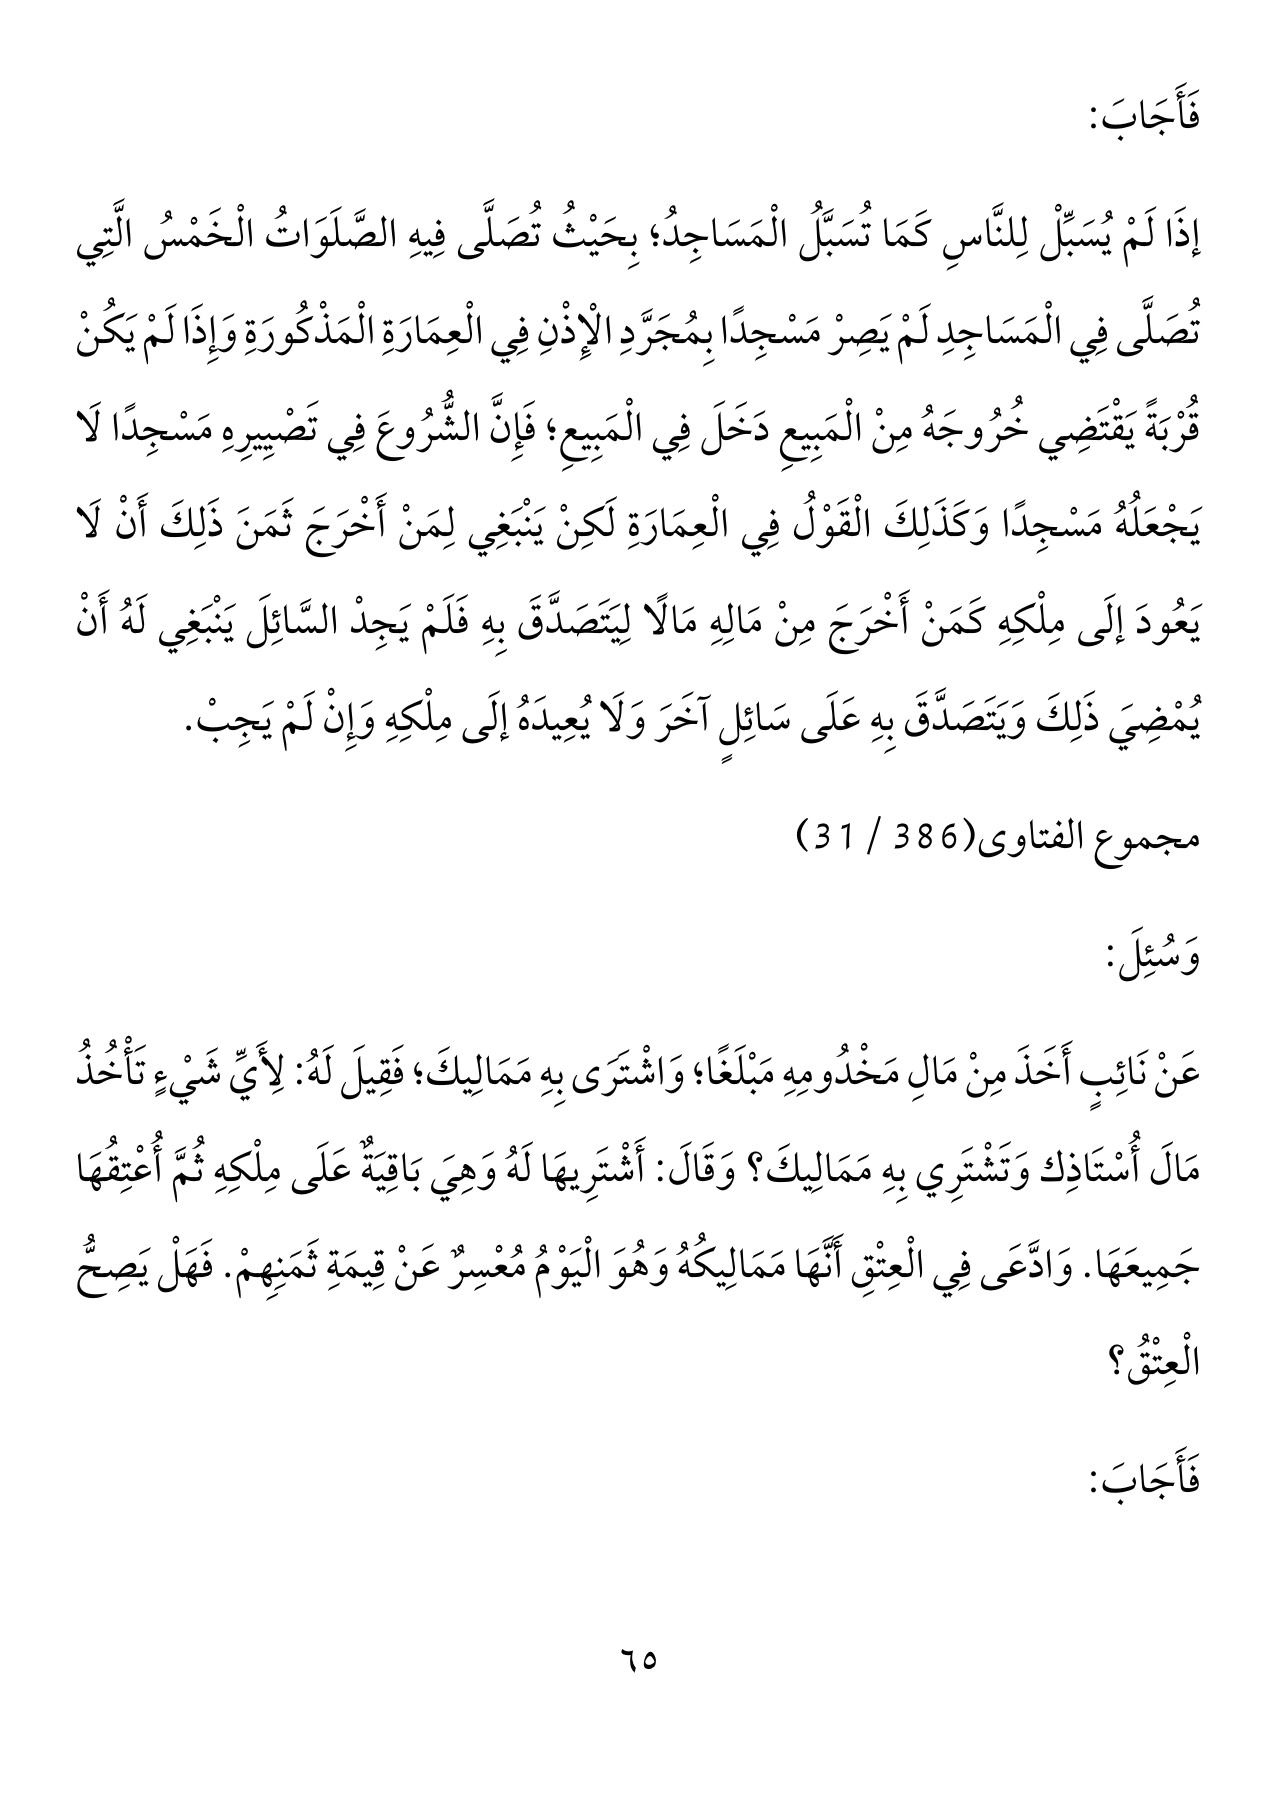 فَأَجَابَ:
إذَا لَمْ يُسَبِّلْ لِلنَّاسِ كَمَا تُسَبَّلُ الْمَسَاجِدُ؛ بِحَيْثُ تُصَلَّى فِيهِ الصَّلَوَاتُ الْخَمْسُ الَّتِي
تُصَلَّى فِي الْمَسَاجِدِ لَمْ يَصِرْ مَسْجِدًا بِمُجَرَّدِ الْإِذْنِ فِي الْعِمَارَةِ الْمَذْكُورَةِ وَإِذَا لَمْ يَكُنْ
قُرْبَةً يَقْتَضِي خُرُوجَهُ مِنْ الْمَبِيعِ دَخَلَ فِي الْمَبِيعِ؛ فَإِنَّ الشُّرُوعَ فِي تَصْيِيرِهِ مَسْجِدًا لَا
يَجْعَلُهُ مَسْجِدًا وَكَذَلِكَ الْقَوْلُ فِي الْعِمَارَةِ لَكِنْ يَنْبَغِي لِمَنْ أَخْرَجَ ثَمَنَ ذَلِكَ أَنْ لَا
يَعُودَ إلَى مِلْكِهِ كَمَنْ أَخْرَجَ مِنْ مَالِهِ مَالًا لِيَتَصَدَّقَ بِهِ فَلَمْ يَجِدْ السَّائِلَ يَنْبَغِي لَهُ أَنْ
يُمْضِيَ ذَلِكَ وَيَتَصَدَّقَ بِهِ عَلَى سَائِلٍ آخَرَ وَلَا يُعِيدَهُ إلَى مِلْكِهِ وَإِنْ لَمْ يَجِبْ.
مجموع الفتاوى(386 / 31)
وَسُئِلَ:
عَنْ نَائِبٍ أَخَذَ مِنْ مَالِ مَخْدُومِهِ مَبْلَغًا؛ وَاشْتَرَى بِهِ مَمَالِيكَ؛ فَقِيلَ لَهُ: لِأَيِّ شَيْءٍ تَأْخُذُ
مَالَ أُسْتَاذِك وَتَشْتَرِي بِهِ مَمَالِيكَ؟ وَقَالَ: أَشْتَرِيهَا لَهُ وَهِيَ بَاقِيَةٌ عَلَى مِلْكِهِ ثُمَّ أُعْتِقُهَا
جَمِيعَهَا. وَادَّعَى فِي الْعِتْقِ أَنَّهَا مَمَالِيكُهُ وَهُوَ الْيَوْمُ مُعْسِرٌ عَنْ قِيمَةِ ثَمَنِهِمْ. فَهَلْ يَصِحُّ
الْعِتْقُ؟
فَأَجَابَ:
٦٥